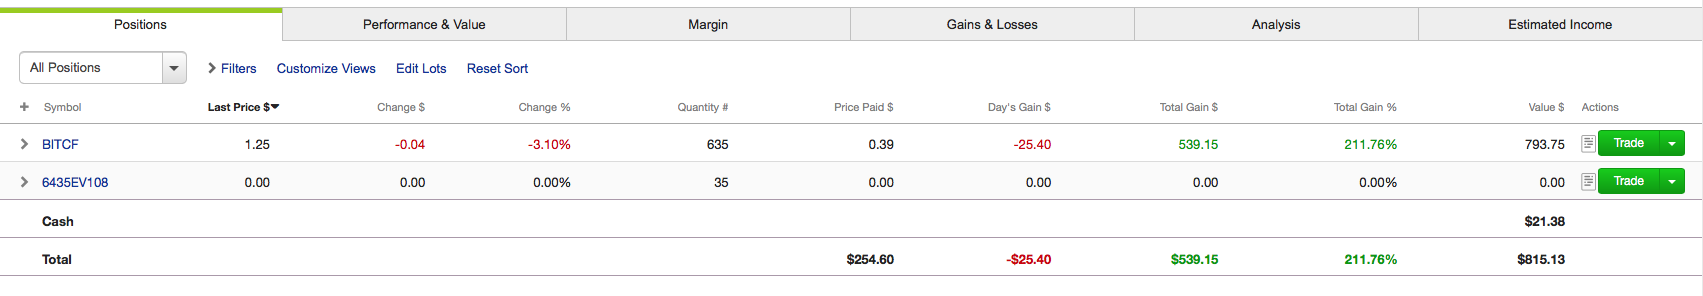 Positions Performance & Value Margin Gains & Losses Analysis Estimated Income
All Positions Filters Customize Views Edit Lots Reset Sort
+ Symbol Last Price $ Change $ Change % Quantity # Price Paid $ Day's Gain $ Total Gain $ Total Gain % Value $ Actions
BITCF 1.25 -0.04 -3.10% 635 0.39 -25.40 539.15 211.76% 793.75 Trade
6435EV108 0.00 0.00 0.00% 35 0.00 0.00 0.00 0.00% 0.00 Trade
Cash $21.38
Total $254.60 -$25.40 $539.15 211.76% $815.13